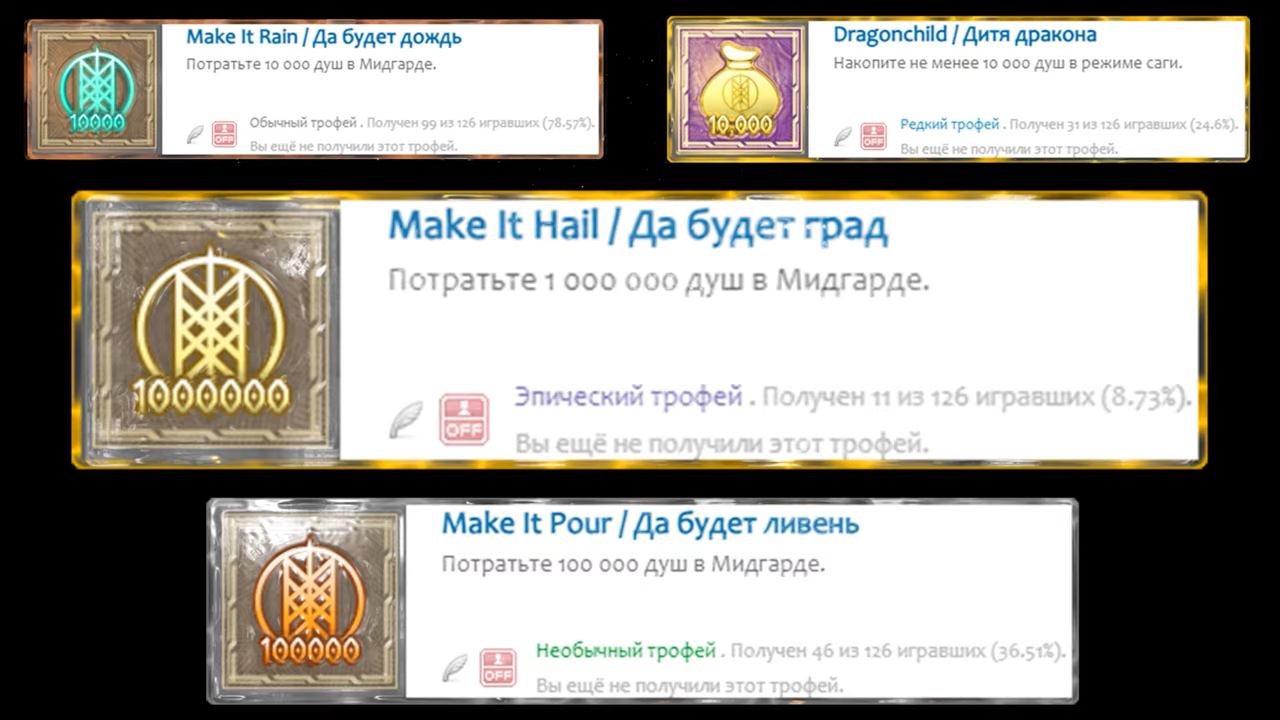 Make It Rain / Да будет дождь
Потратьте 10 000 душ в Мидгарде.
10000
OFF
Обычный трофей . Получен 99 из 126 игравших (78.57%).
Вы ещё не получили этот трофей.
Dragonchild / Дитя дракона
Накопите не менее 10 000 душ в режиме саги.
10,000
OFF
Редкий трофей . Получен 31 из 126 игравших (24.6%).
Вы ещё не получили этот трофей.
Make It Hail / Да будет град
Потратьте 1 000 000 душ в Мидгарде.
1000000
OFF
Эпический трофей . Получен 11 из 126 игравших (8.73%).
Вы ещё не получили этот трофей.
Make It Pour / Да будет ливень
Потратьте 100 000 душ в Мидгарде.
100000
OFF
Необычный трофей . Получен 46 из 126 игравших (36.51%).
Вы ещё не получили этот трофей.